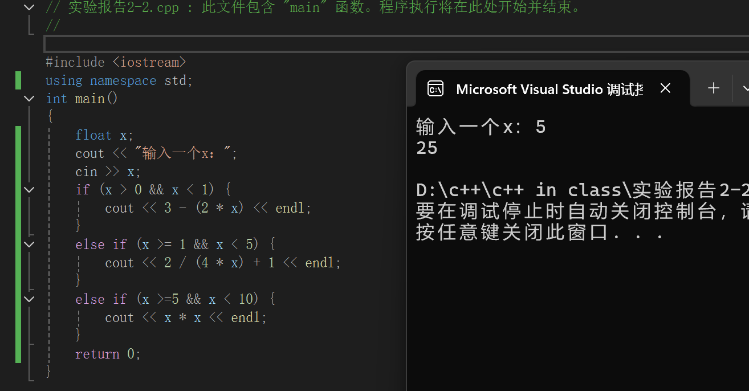 // 实验报告2-2.cpp : 此文件包含 "main" 函数。程序执行将在此处开始并结束。
//
#include <iostream>
using namespace std;
int main()
{
float x;
cout << "输入一个x: ";
cin >> x;
if (x > 0 && x < 1) {
cout << 3 - (2 * x) << endl;
}
else if (x >= 1 && x < 5) {
cout << 2 / (4 * x) + 1 << endl;
}
else if (x >=5 && x < 10) {
cout << x * x << endl;
}
return 0;
}
Microsoft Visual Studio 调试
输入一个x: 5
25
D:\c++\c++ in class\实验报告2-2
要在调试停止时自动关闭控制台，
按任意键关闭此窗口. . .